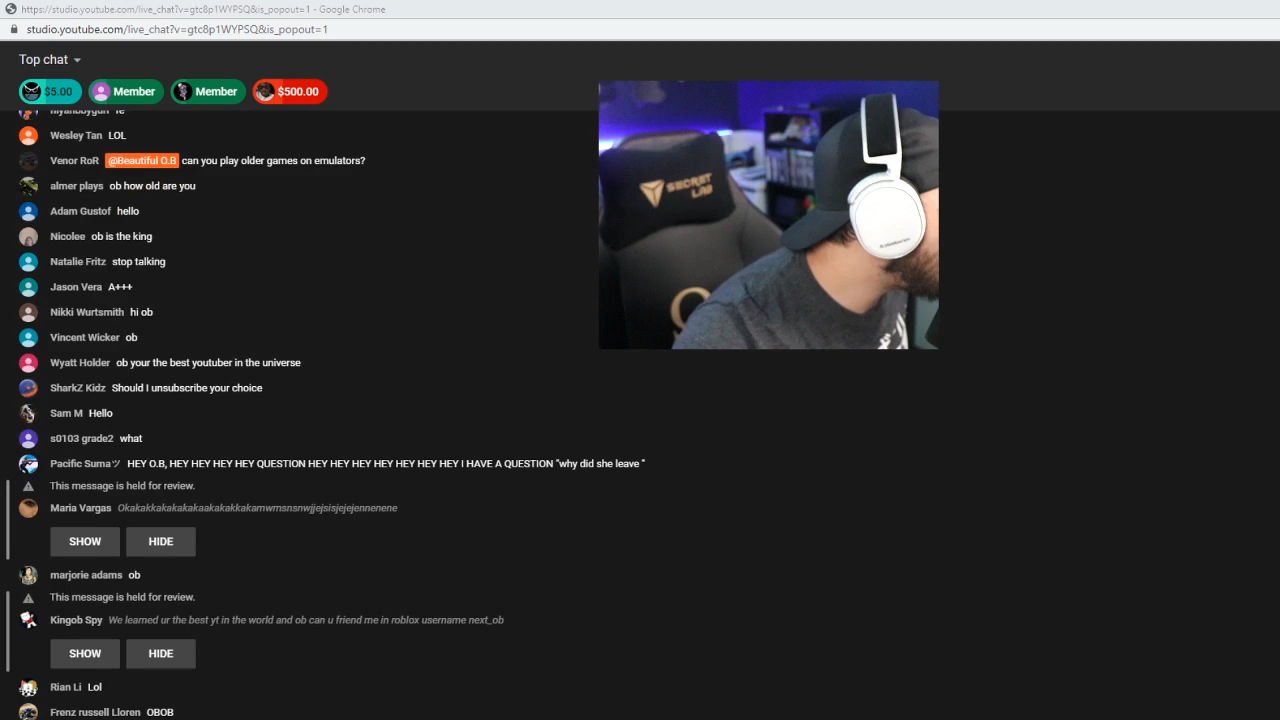 https://studio.youtube.com/live_chat?v=gtc8p1WYPSQ&is_popout=1 - Google Chrome
studio.youtube.com/live_chat?v=gtc8p1WYPSQ&is_popout=1
Top chat
$5.00 Member Member $500.00
Wesley Tan LOL
Venor RoR @Beautiful O.B can you play older games on emulators?
almer plays ob how old are you
Adam Gustof hello
Nicolee ob is the king
Natalie Fritz stop talking
Jason Vera A+++
Nikki Wurtsmith hi ob
Vincent Wicker ob
Wyatt Holder ob your the best youtuber in the universe
SharkZ Kidz Should I unsubscribe your choice
Sam M Hello
s0103 grade2 what
Pacific Sumaツ HEY O.B, HEY HEY HEY HEY QUESTION HEY HEY HEY HEY HEY HEY HEY I HAVE A QUESTION "why did she leave "
This message is held for review.
Maria Vargas Okakakkakakakakaakakakkakamwmsnsnwjjejsisjejejennenene
SHOW HIDE
marjorie adams ob
This message is held for review.
Kingob Spy We learned ur the best yt in the world and ob can u friend me in roblox username next_ob
SHOW HIDE
Rian Li Lol
Frenz russell Lloren OBOB
SECRET
LAB